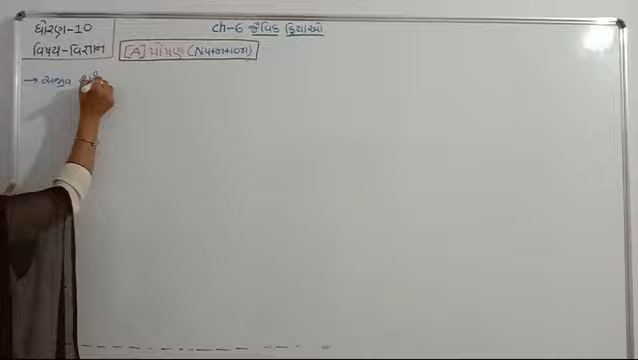 ધોરણ-10
વિષય-વિજ્ઞાન
ch-6 જૈવિક ક્રિયાઓ
[A] પોષણ (Nutrition)
→ સજીવ